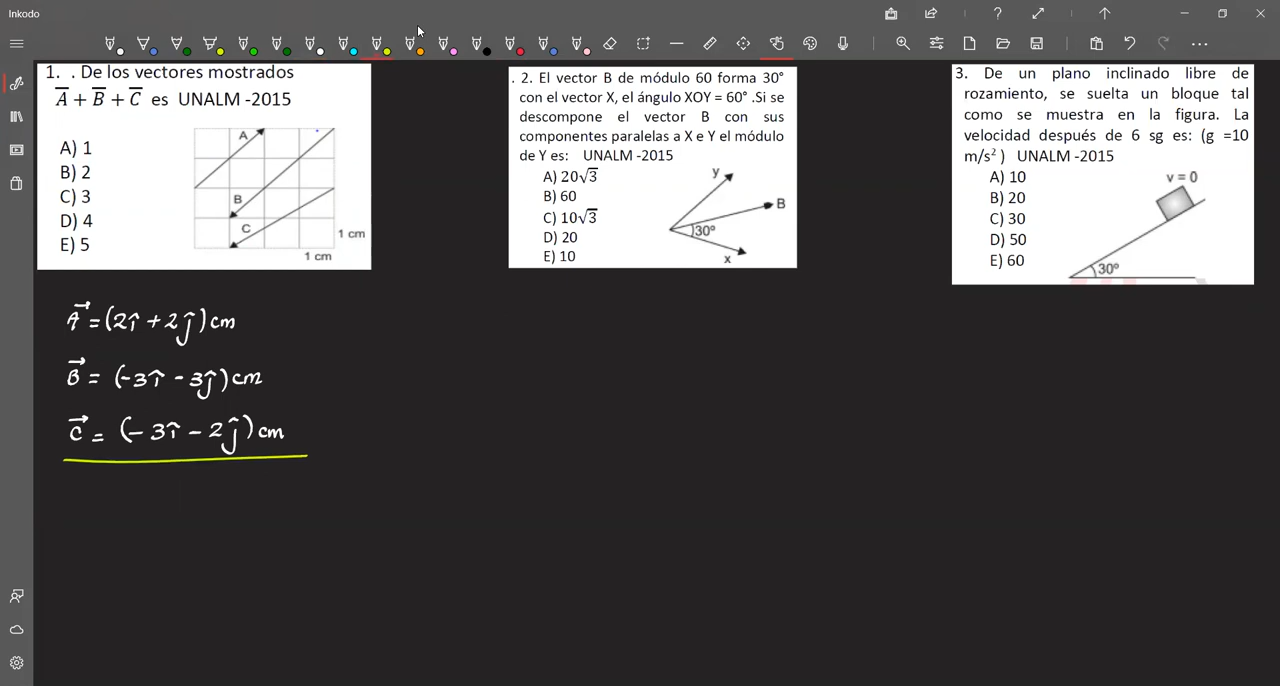 Inkodo
1. . De los vectores mostrados
A + B + C es UNALM -2015
A) 1
B) 2
C) 3
D) 4
E) 5
A
B
C
1 cm
1 cm
. 2. El vector B de módulo 60 forma 30°
con el vector X, el ángulo XOY = 60° .Si se
descompone el vector B con sus
componentes paralelas a X e Y el módulo
de Y es: UNALM -2015
A) 20√3
B) 60
C) 10√3
D) 20
E) 10
y
B
30º
x
3. De un plano inclinado libre de
rozamiento, se suelta un bloque tal
como se muestra en la figura. La
velocidad después de 6 sg es: (g =10
m/s² ) UNALM -2015
A) 10
B) 20
C) 30
D) 50
E) 60
v = 0
30º
A⃗ = (2î + 2ĵ) cm
B⃗ = (-3î - 3ĵ) cm
C⃗ = (-3î - 2ĵ) cm